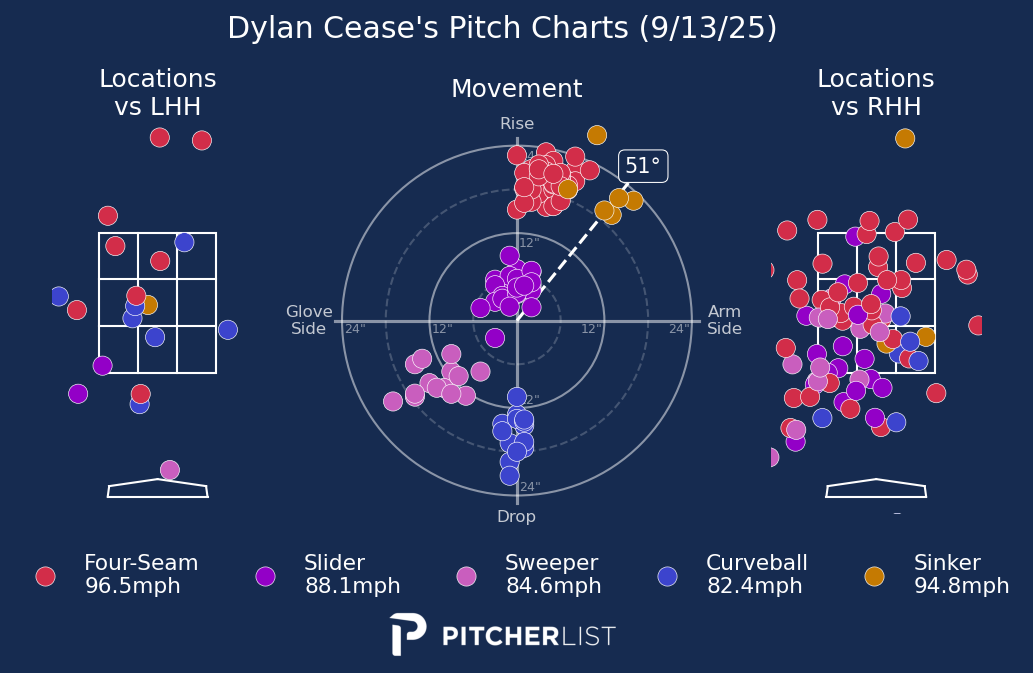 Dylan Cease's Pitch Charts (9/13/25)
Locations
vs LHH
Movement
Locations
vs RHH
Rise
51°
12"
Glove
Side
24"
12"
12"
24"
Arm
Side
24"
Drop
Four-Seam
96.5mph
Slider
88.1mph
Sweeper
84.6mph
Curveball
82.4mph
Sinker
94.8mph
PITCHERLIST